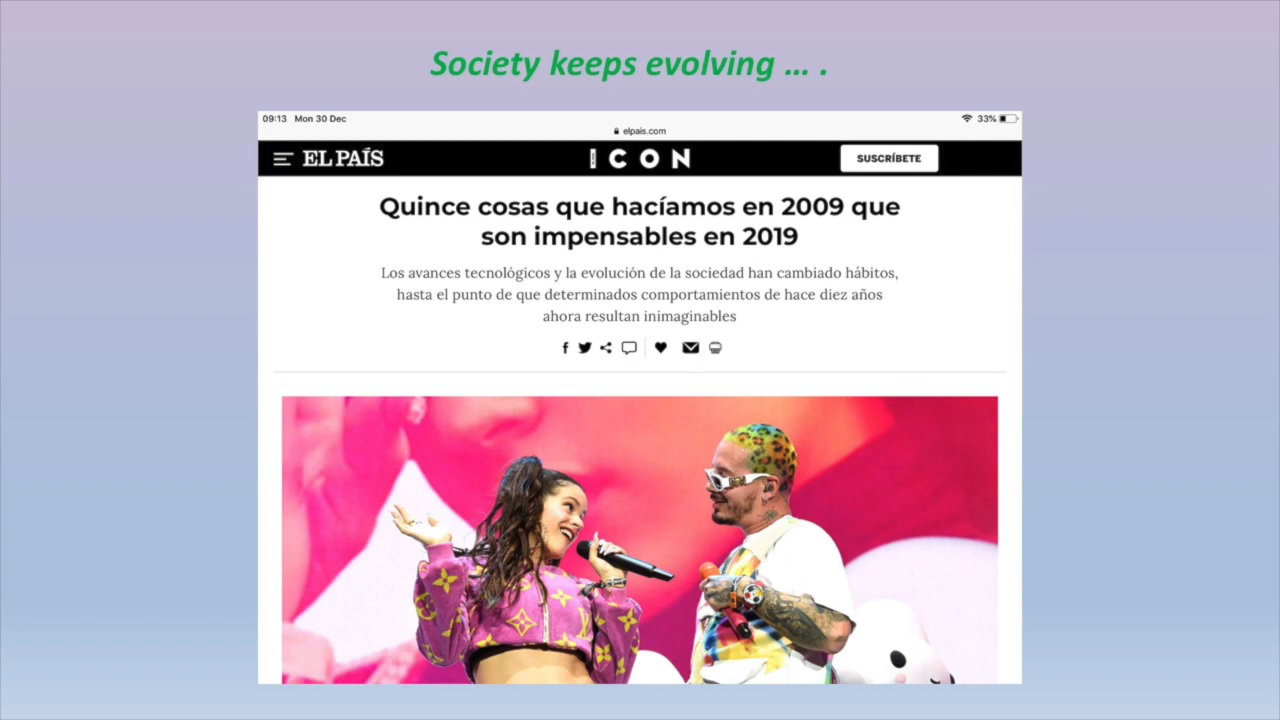 Society keeps evolving ... .
09:13 Mon 30 Dec
33%
elpais.com
EL PAÍS
ICON
SUSCRÍBETE
Quince cosas que hacíamos en 2009 que
son impensables en 2019
Los avances tecnológicos y la evolución de la sociedad han cambiado hábitos,
hasta el punto de que determinados comportamientos de hace diez años
ahora resultan inimaginables